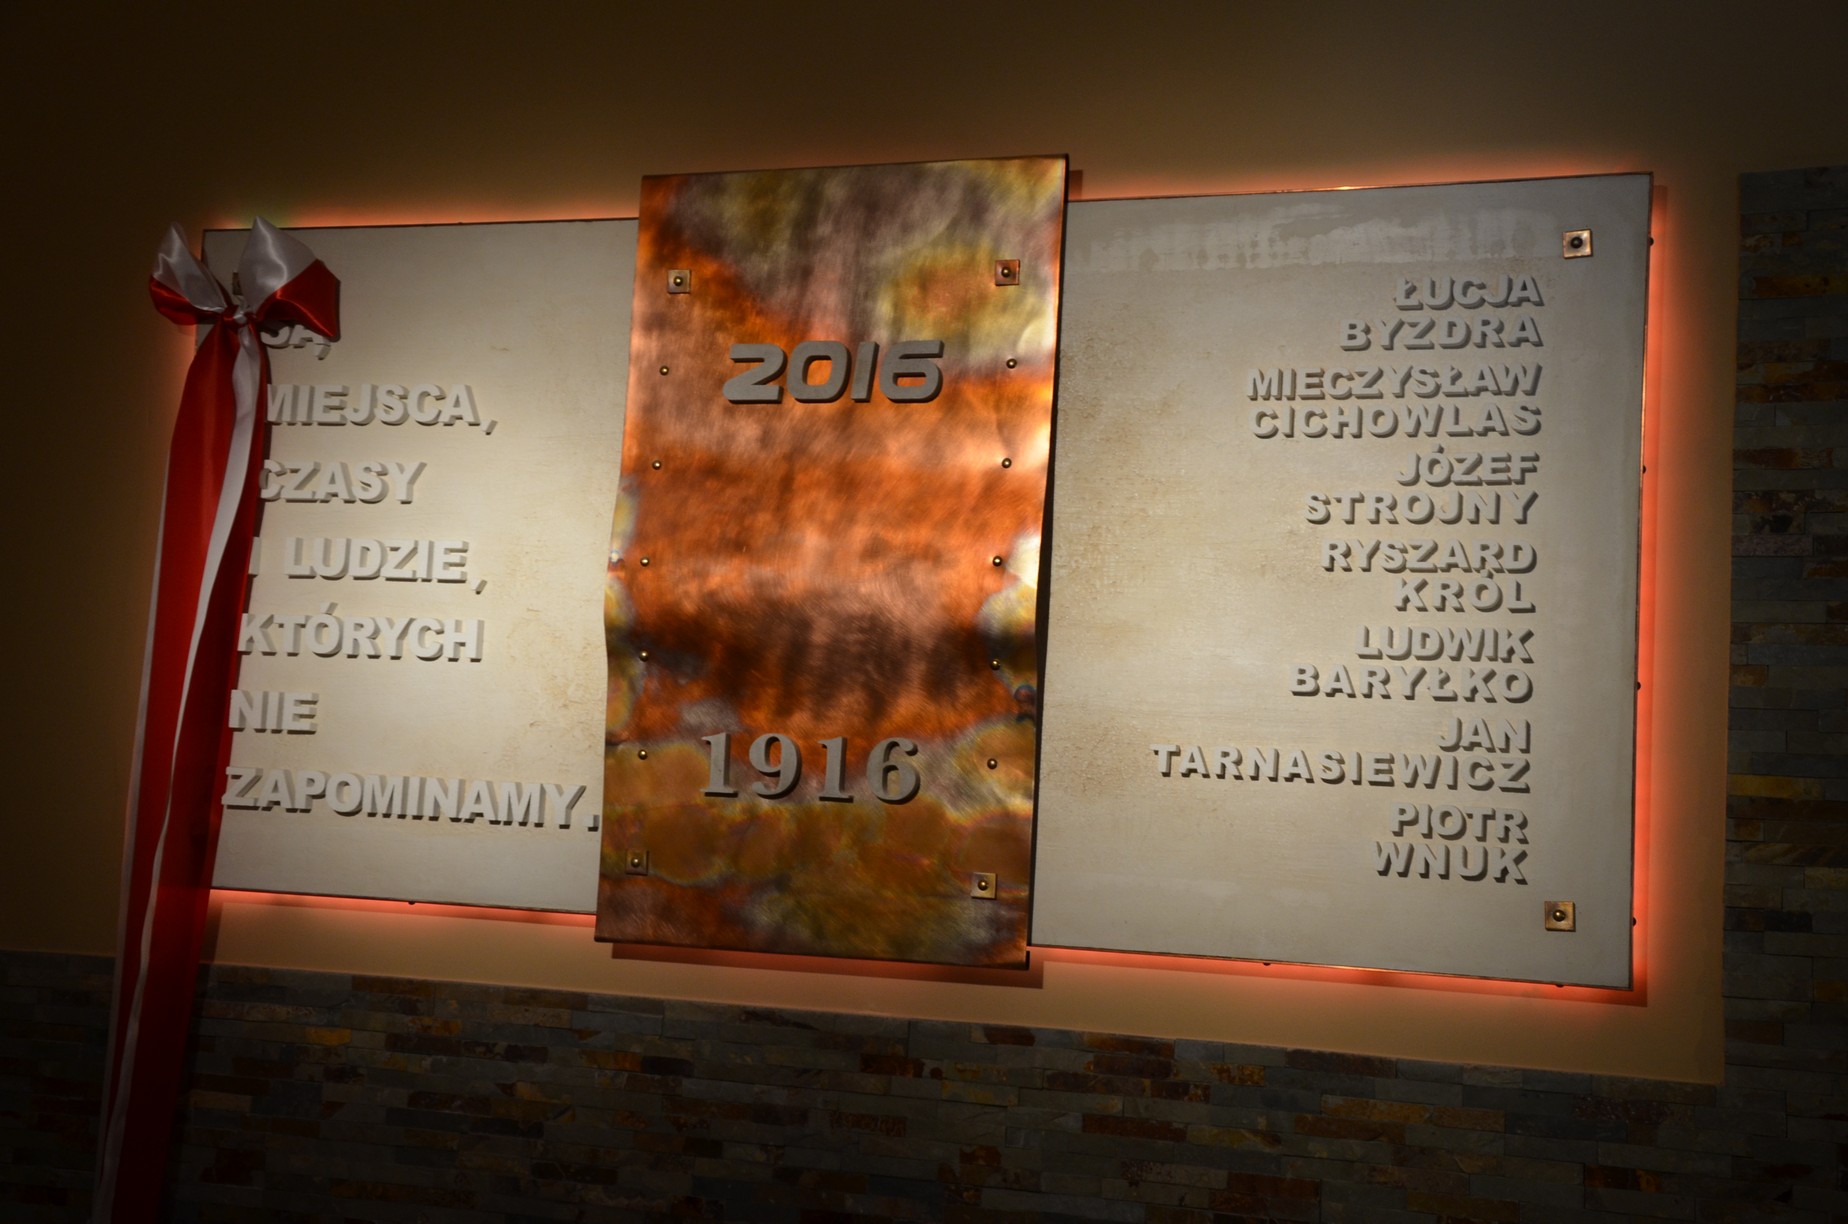 SĄ
MIEJSCA,
CZASY
I LUDZIE,
KTÓRYCH
NIE
ZAPOMINAMY.
2016
1916
ŁUCJA
BYZDRA
MIECZYSŁAW
CICHOWLAS
JÓZEF
STROJNY
RYSZARD
KRÓL
LUDWIK
BARYŁKO
JAN
TARNASIEWICZ
PIOTR
WNUK